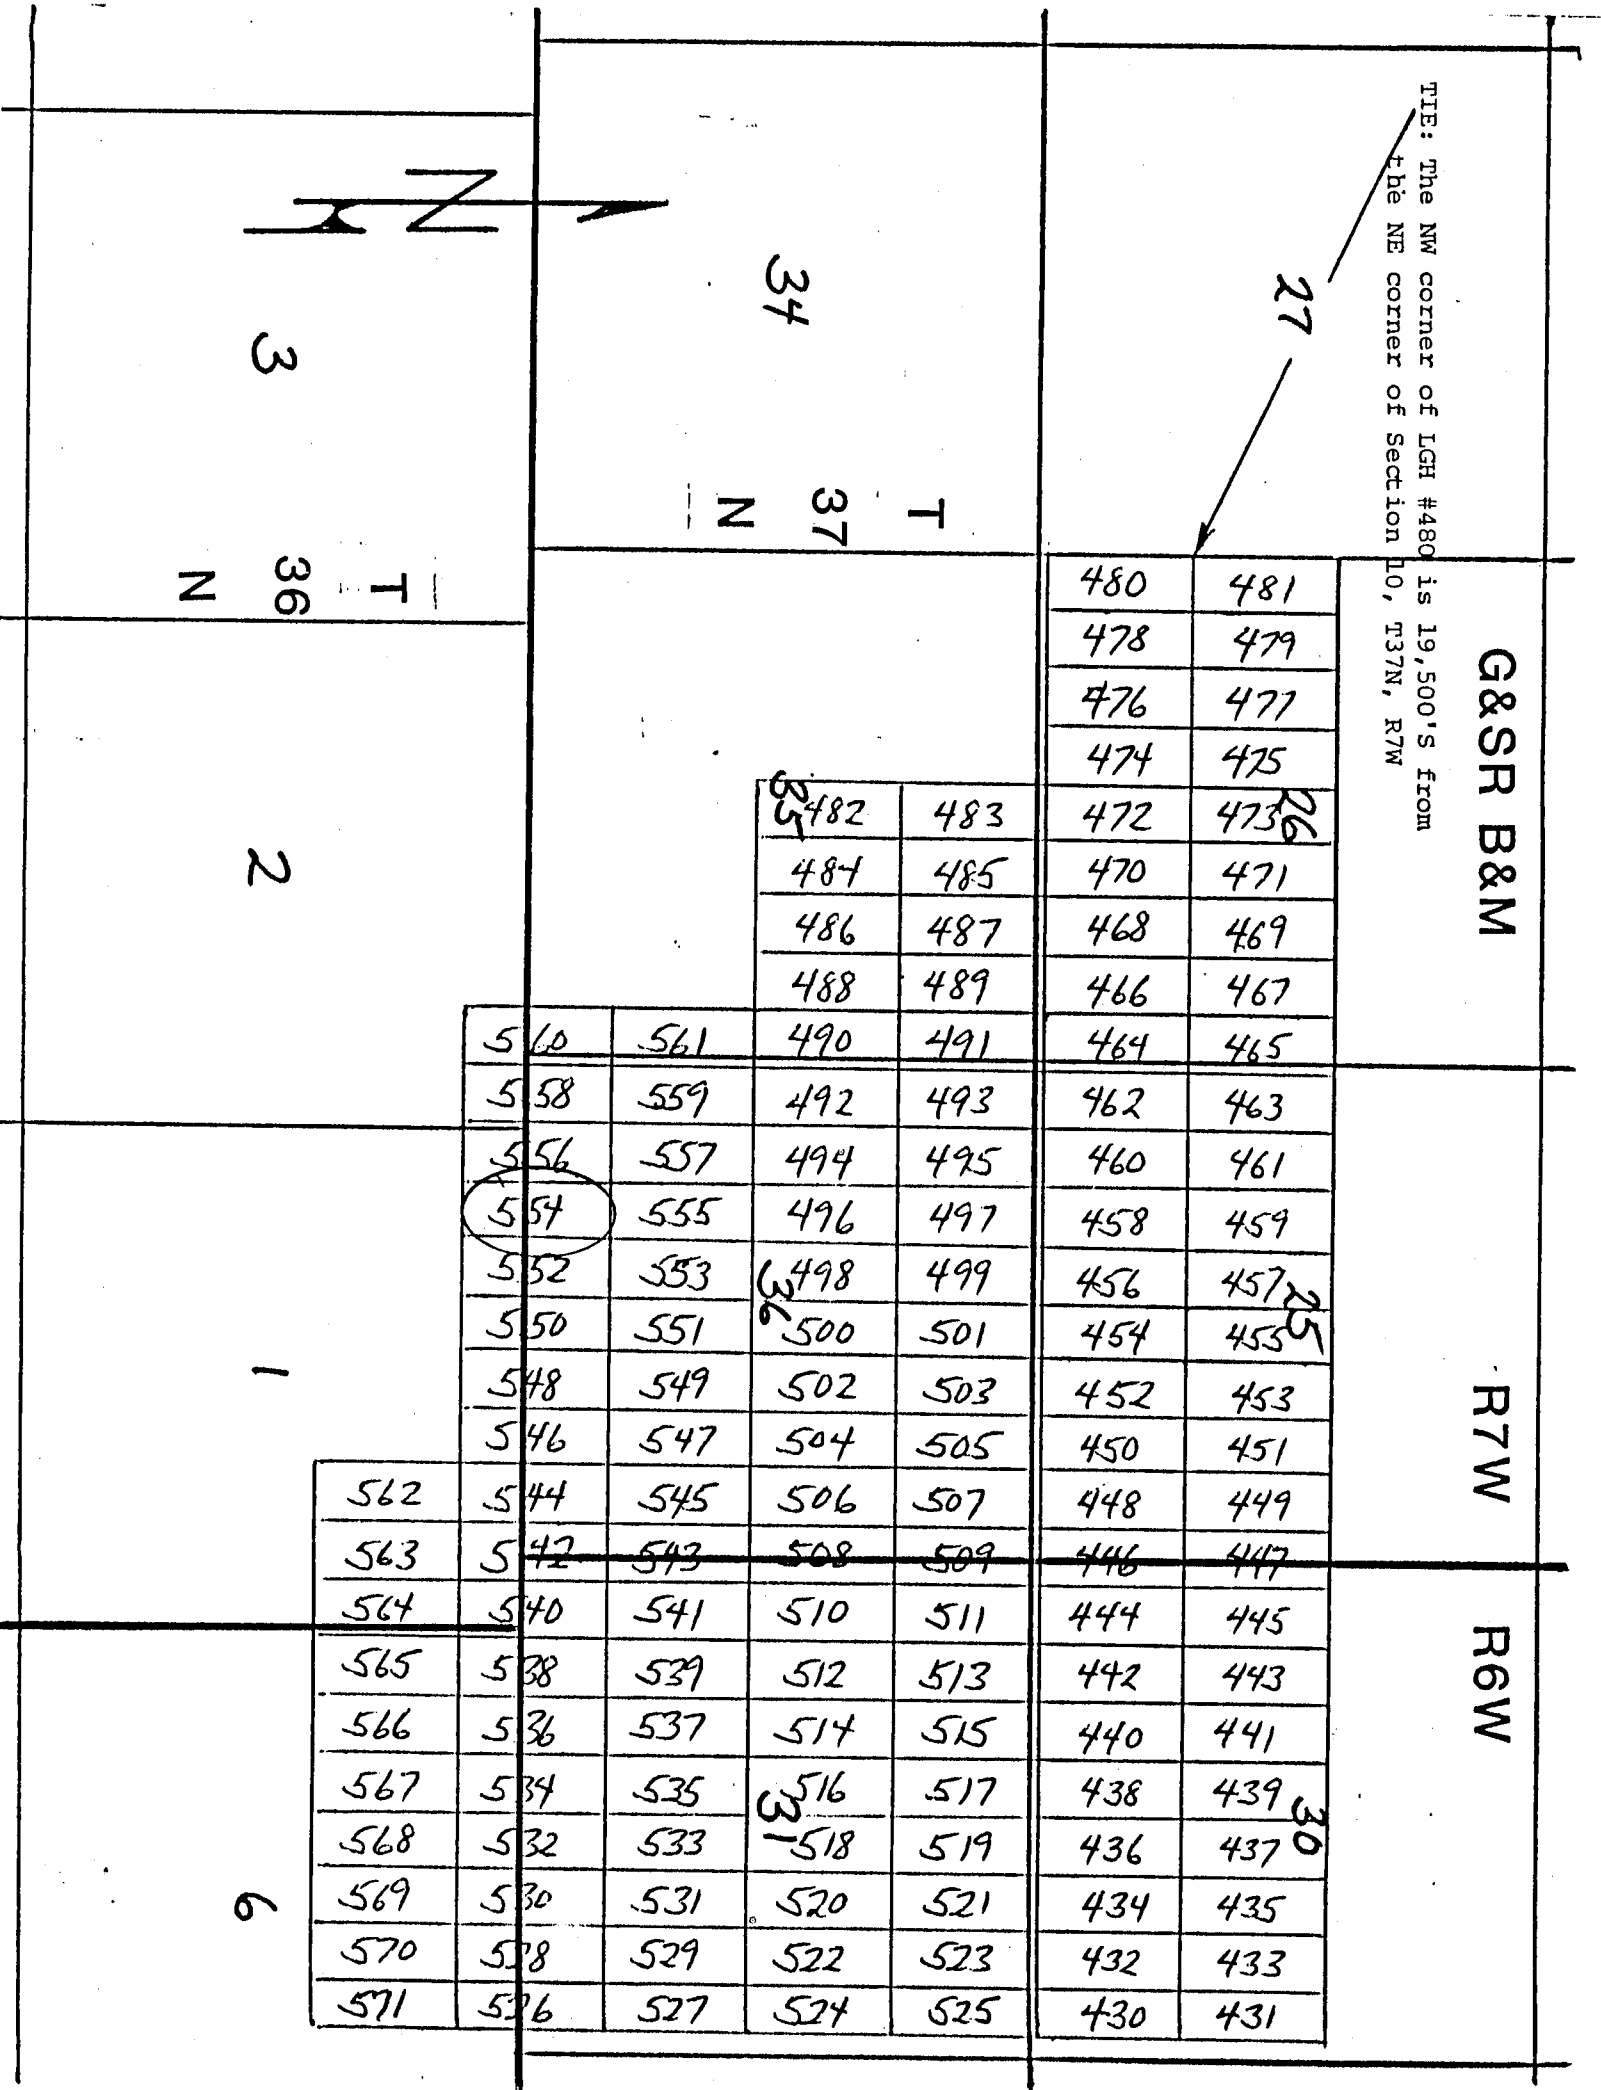 TIE: The NW corner of LGH #480 is 19,500'S from
the NE corner of Section 10, T37N, R7W
G&SR B&M
R7W
R6W
27
34
3
N
T
37
N
T
36
N
2
1
6
26
25
30
35
36
31
480 481
478 479
476 477
474 475
482 483 472 473
484 485 470 471
486 487 468 469
488 489 466 467
560 561 490 491 464 465
558 559 492 493 462 463
556 557 494 495 460 461
554 555 496 497 458 459
552 553 498 499 456 457
550 551 500 501 454 455
548 549 502 503 452 453
546 547 504 505 450 451
562 544 545 506 507 448 449
563 542 543 508 509 446 447
564 540 541 510 511 444 445
565 538 539 512 513 442 443
566 536 537 514 515 440 441
567 534 535 516 517 438 439
568 532 533 518 519 436 437
569 530 531 520 521 434 435
570 528 529 522 523 432 433
571 526 527 524 525 430 431